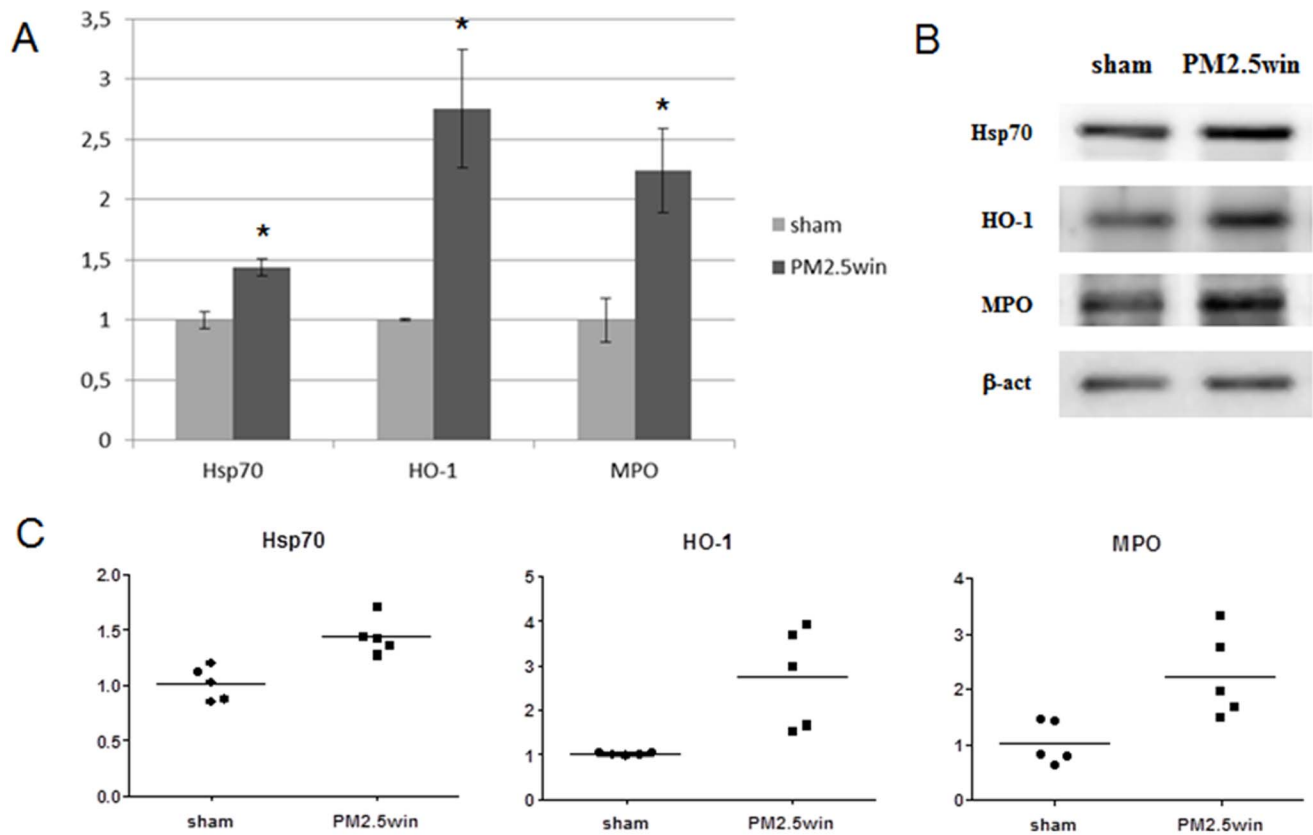 A
3,5
3
2,5
2
1,5
1
0,5
0
* * *
Hsp70 HO-1 MPO
sham
PM2.5win
B
sham PM2.5win
Hsp70
HO-1
MPO
β-act
C
Hsp70
2.0
1.5
1.0
0.5
0.0
sham PM2.5win
HO-1
5
4
3
2
1
0
sham PM2.5win
MPO
4
3
2
1
0
sham PM2.5win